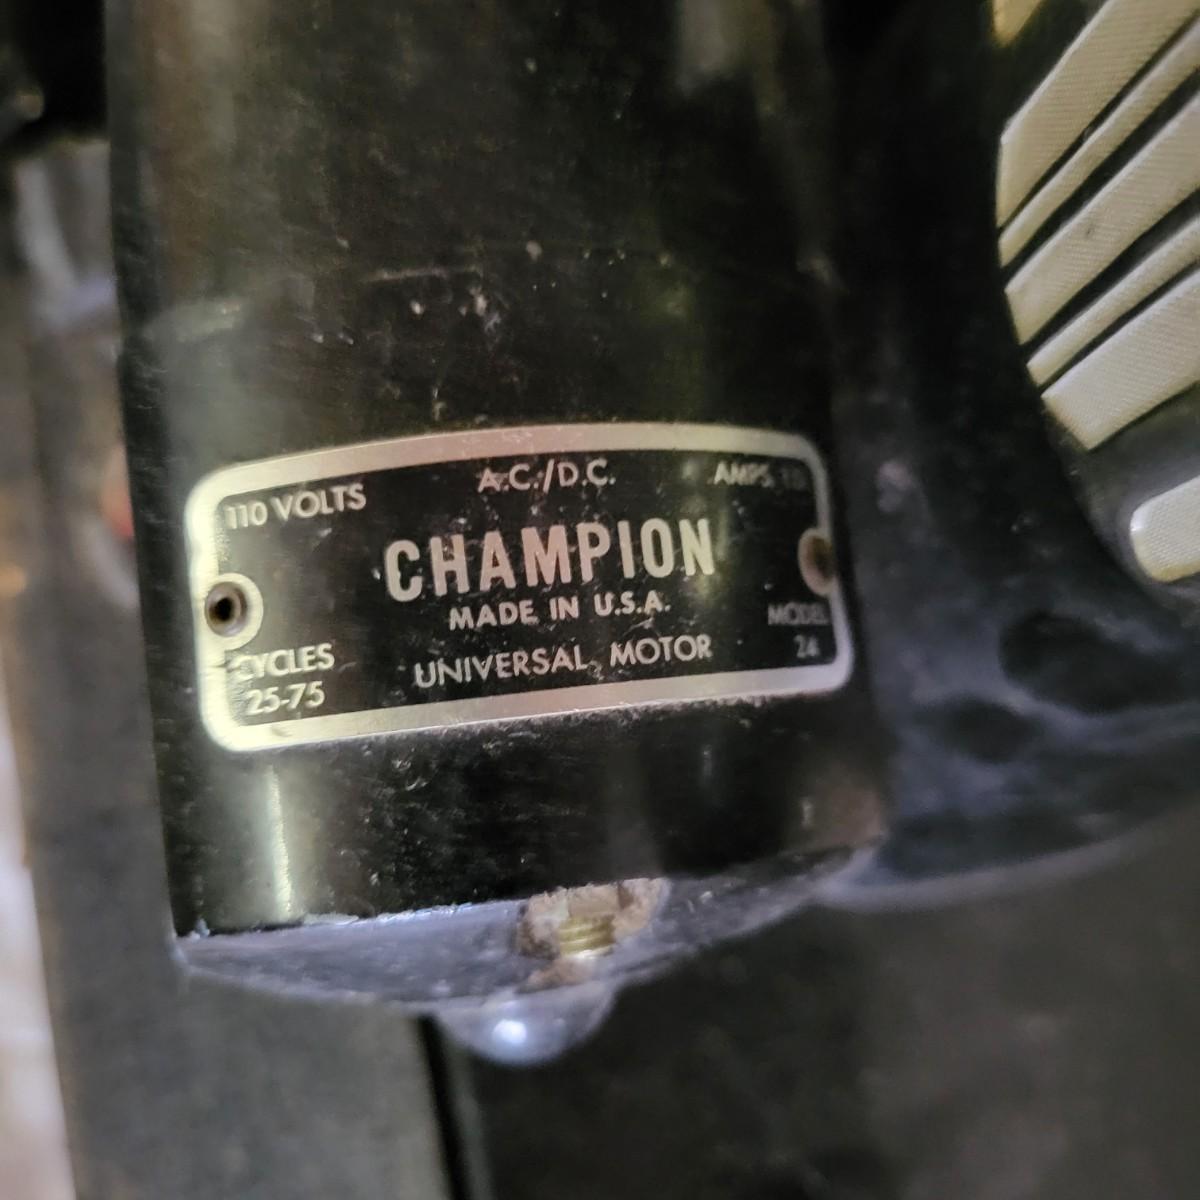 110 VOLTS
A.C./D.C.
AMPS.
CHAMPION
MADE IN U.S.A.
CYCLES
25-75
UNIVERSAL MOTOR
MODEL
24